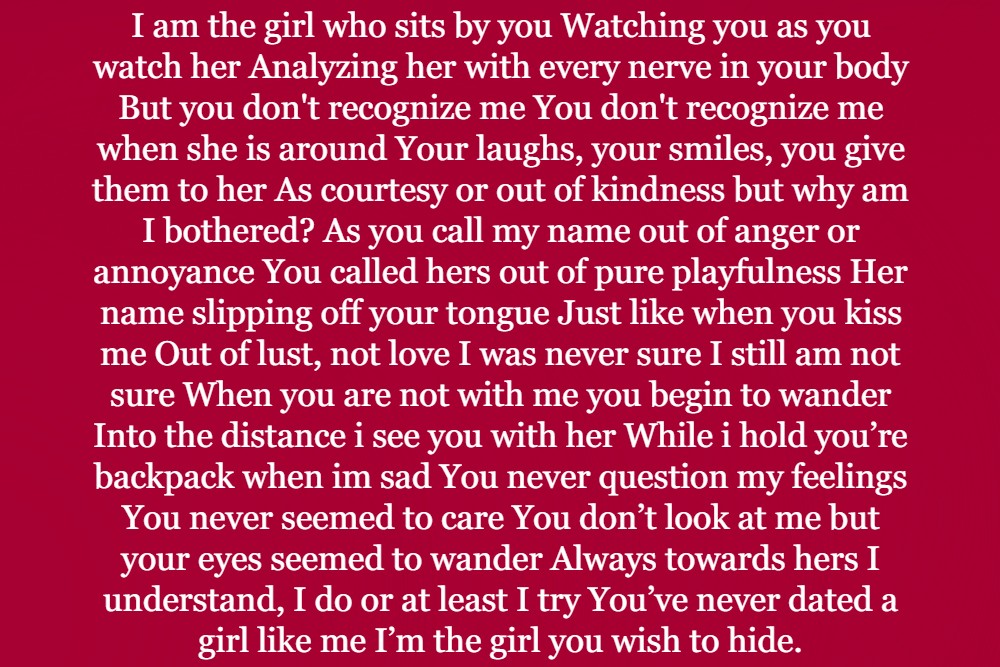 I am the girl who sits by you Watching you as you
watch her Analyzing her with every nerve in your body
But you don't recognize me You don't recognize me
when she is around Your laughs, your smiles, you give
them to her As courtesy or out of kindness but why am
I bothered? As you call my name out of anger or
annoyance You called hers out of pure playfulness Her
name slipping off your tongue Just like when you kiss
me Out of lust, not love I was never sure I still am not
sure When you are not with me you begin to wander
Into the distance i see you with her While i hold you’re
backpack when im sad You never question my feelings
You never seemed to care You don’t look at me but
your eyes seemed to wander Always towards hers I
understand, I do or at least I try You’ve never dated a
girl like me I’m the girl you wish to hide.